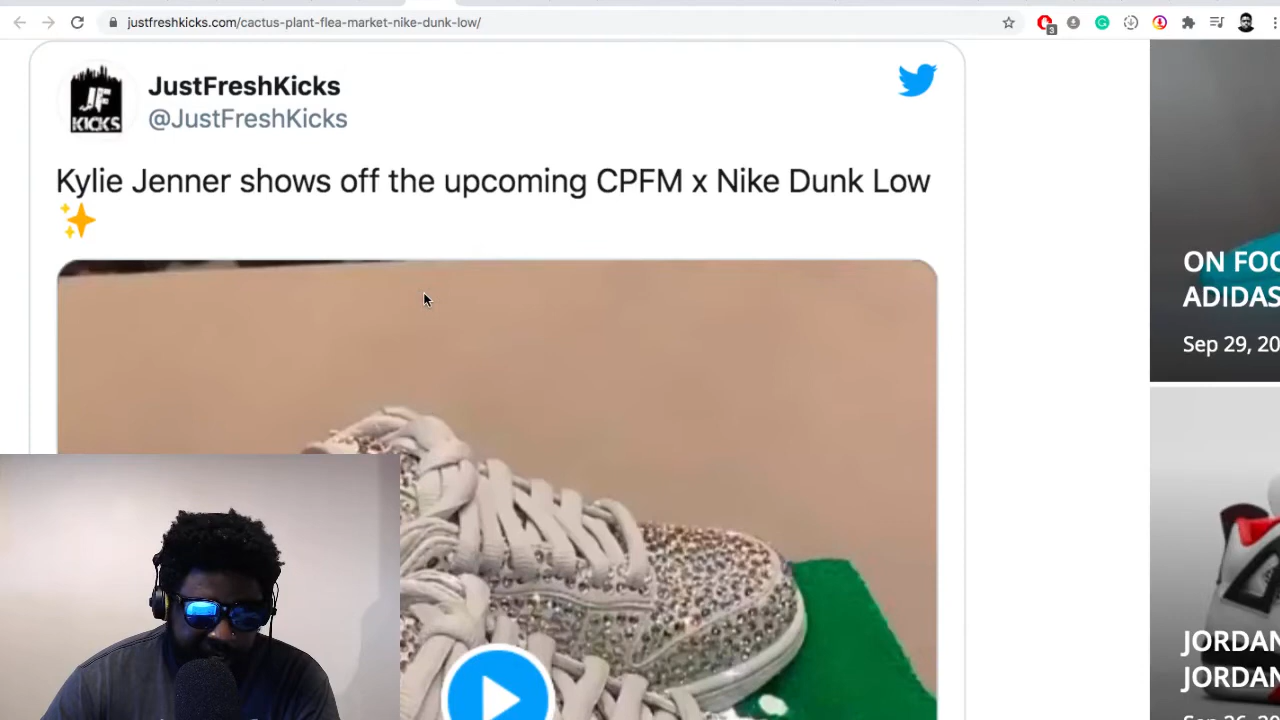 justfreshkicks.com/cactus-plant-flea-market-nike-dunk-low/
3
JF
KICKS
JustFreshKicks
@JustFreshKicks
Kylie Jenner shows off the upcoming CPFM x Nike Dunk Low
✨
ON FOO
ADIDAS
Sep 29, 20
JORDAN
JORDAN